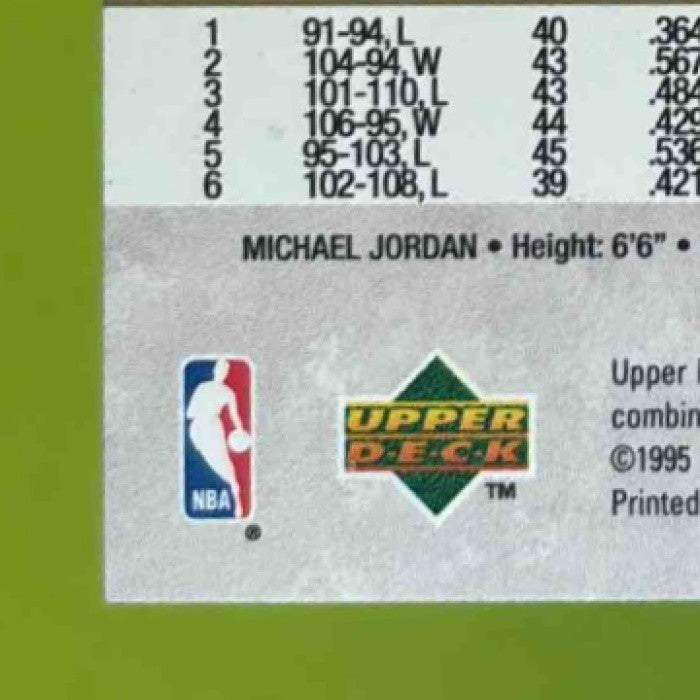 1 91-94, L 40 .364
2 104-94, W 43 .567
3 101-110, L 43 .484
4 106-95, W 44 .429
5 95-103, L 45 .536
6 102-108, L 39 .421
MICHAEL JORDAN • Height: 6'6" •
Upper
combin
©1995
Printed
UPPER
D·E·C·K
TM
NBA
®